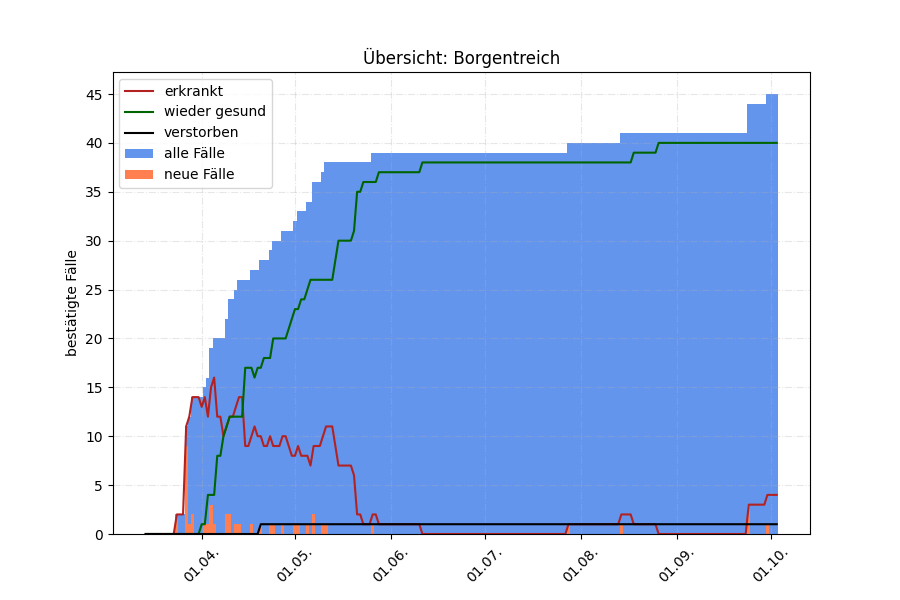 Übersicht: Borgentreich
erkrankt
wieder gesund
verstorben
alle Fälle
neue Fälle
bestätigte Fälle
45
40
35
30
25
20
15
10
5
0
01.04.
01.05.
01.06.
01.07.
01.08.
01.09.
01.10.